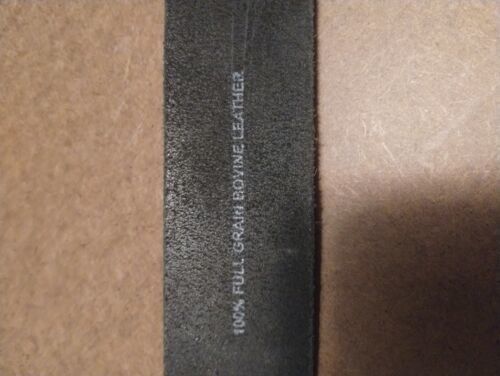 100% FULL GRAIN BOVINE LEATHER